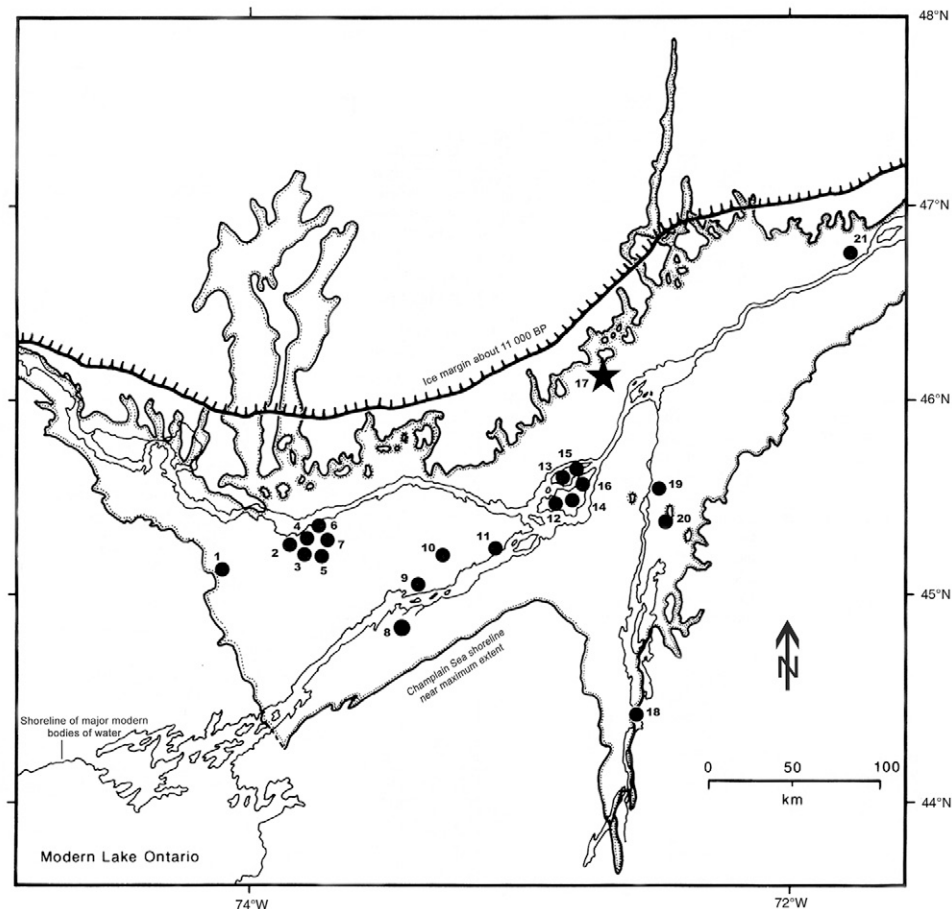 48°N
47°N
21
Ice margin about 11 000 BP
17
46°N
15
13
16
19
12
14
20
6
4
11
2
7
10
3
5
1
9
45°N
8
Champlain Sea shoreline
near maximum extent
N
18
Shoreline of major modern
bodies of water
0 50 100
km
44°N
Modern Lake Ontario
74°W
72°W